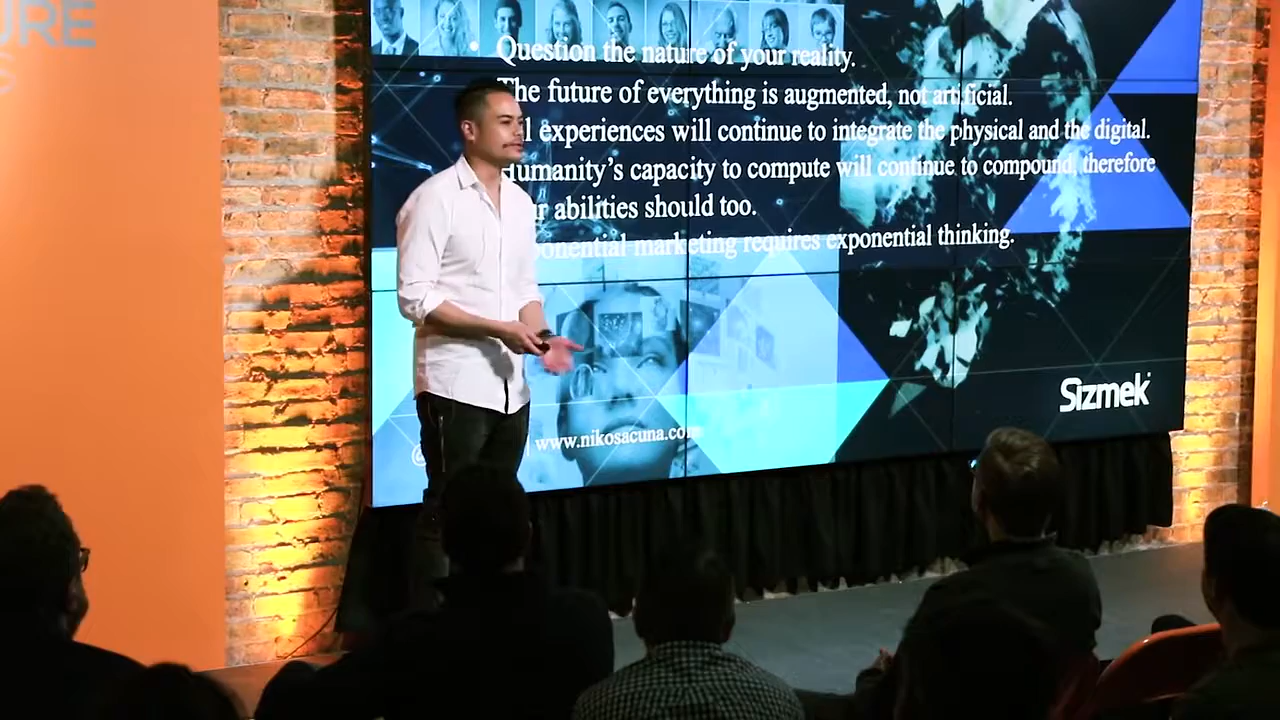 URE
Question the nature of your reality.
The future of everything is augmented, not artificial.
experiences will continue to integrate the physical and the digital.
Humanity's capacity to compute will continue to compound, therefore
abilities should too.
exponential thinking.
marketing requires
Sizmek
www.nikosacuna.com